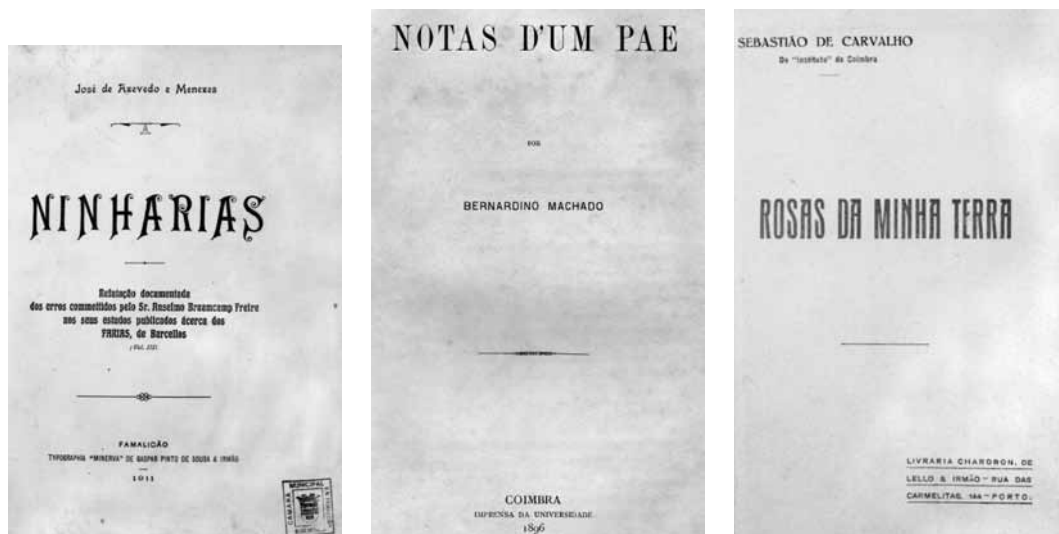 José de Azevedo e Menezes
NINHARIAS
Refutação documentada
dos erros commettidos pelo Sr. Anselmo Braamcamp Freire
nos seus estudos publicados ácerca dos
FARIAS, de Barcellos
FAMALICÃO
TYPOGRAPHIA "MINERVA" DE GASPAR PINTO DE SOUSA & IRMÃO
1911
CAMARA MUNICIPAL
NOTAS D'UM PAE
POR
BERNARDINO MACHADO
COIMBRA
IMPRENSA DA UNIVERSIDADE
1896
SEBASTIÃO DE CARVALHO
Do "Instituto" de Coimbra
ROSAS DA MINHA TERRA
LIVRARIA CHARDRON, DE
LELLO & IRMÃO – RUA DAS
CARMELITAS, 144 – PORTO.